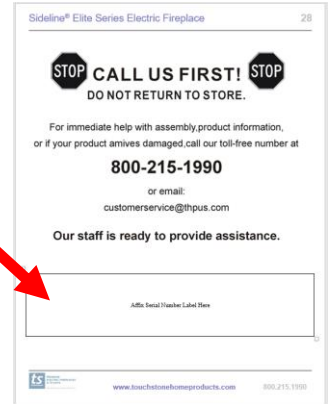 Sideline® Elite Series Electric Fireplace 28
STOP CALL US FIRST! STOP
DO NOT RETURN TO STORE.
For immediate help with assembly,product information,
or if your product amives damaged,call our toll-free number at
800-215-1990
or email:
customerservice@thpus.com
Our staff is ready to provide assistance.
Affix Serial Number Label Here
ts
www.touchstonehomeproducts.com 800.215.1990